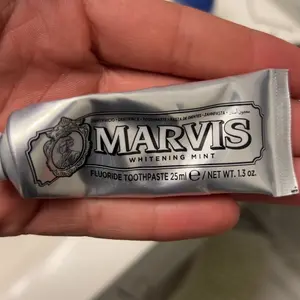 MARVIS
WHITENING MINT
FLUORIDE TOOTHPASTE 25ml ℮ / NET WT. 1.3 oz.